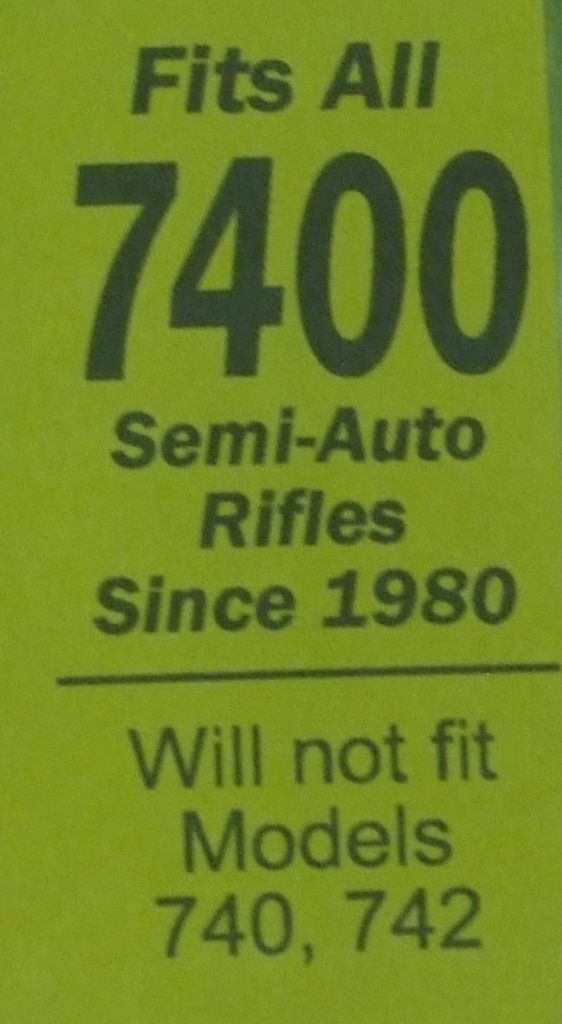 Fits All
7400
Semi-Auto
Rifles
Since 1980
Will not fit
Models
740, 742